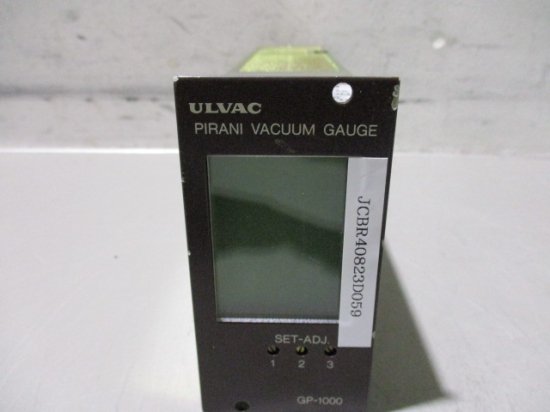 ULVAC
PIRANI VACUUM GAUGE
JCBR40823D059
SET-ADJ.
1 2 3
GP-1000